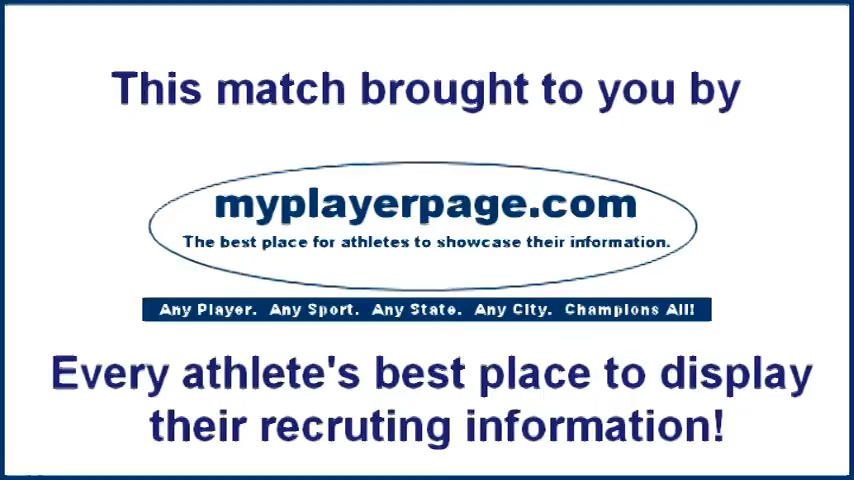 This match brought to you by
myplayerpage.com
The best place for athletes to showcase their information.
Any Player. Any Sport. Any State. Any City. Champions All!
Every athlete's best place to display
their recruting information!